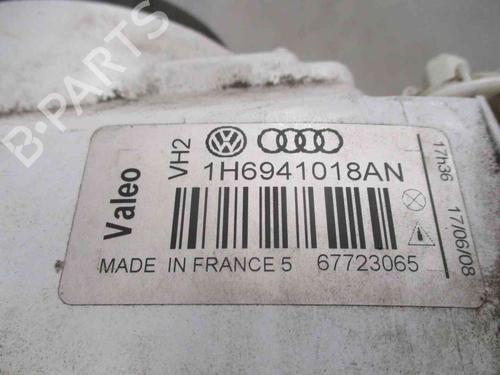 B-PARTS
Valeo
VH2
1H6941018AN
MADE IN FRANCE 5 67723065
17h36 17/06/08